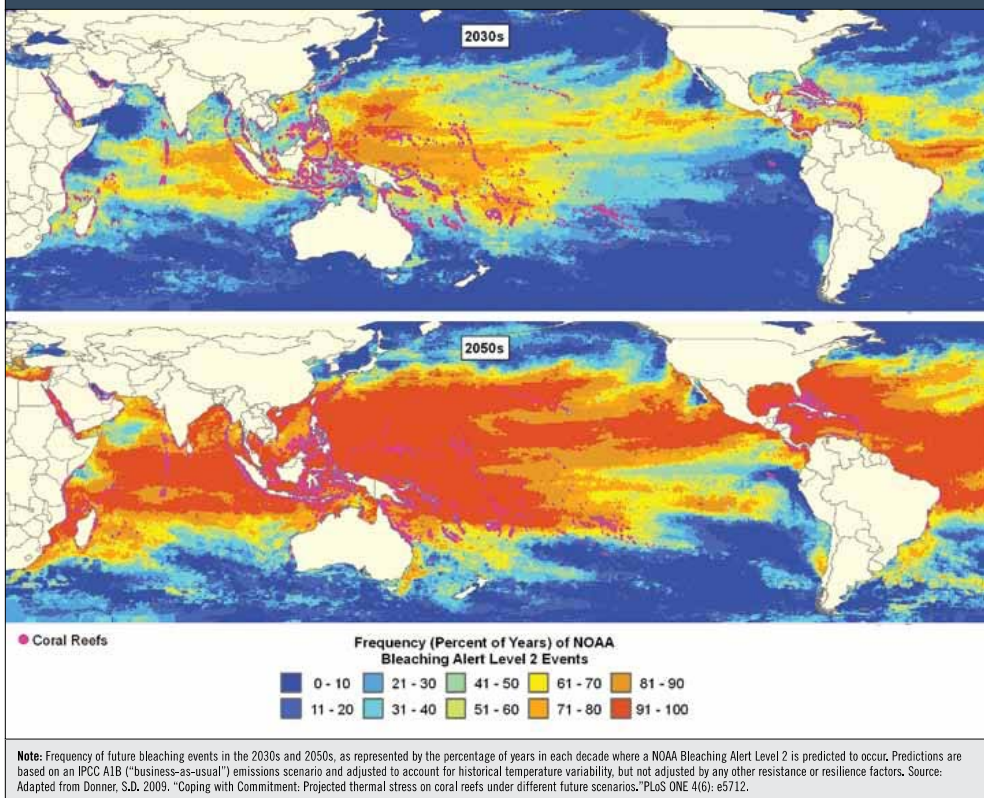 2030s
2050s
Coral Reefs
Frequency (Percent of Years) of NOAA
Bleaching Alert Level 2 Events
0 - 10 21 - 30 41 - 50 61 - 70 81 - 90
11 - 20 31 - 40 51 - 60 71 - 80 91 - 100
Note: Frequency of future bleaching events in the 2030s and 2050s, as represented by the percentage of years in each decade where a NOAA Bleaching Alert Level 2 is predicted to occur. Predictions are
based on an IPCC A1B (“business-as-usual”) emissions scenario and adjusted to account for historical temperature variability, but not adjusted by any other resistance or resilience factors. Source:
Adapted from Donner, S.D. 2009. “Coping with Commitment: Projected thermal stress on coral reefs under different future scenarios.”PLoS ONE 4(6): e5712.